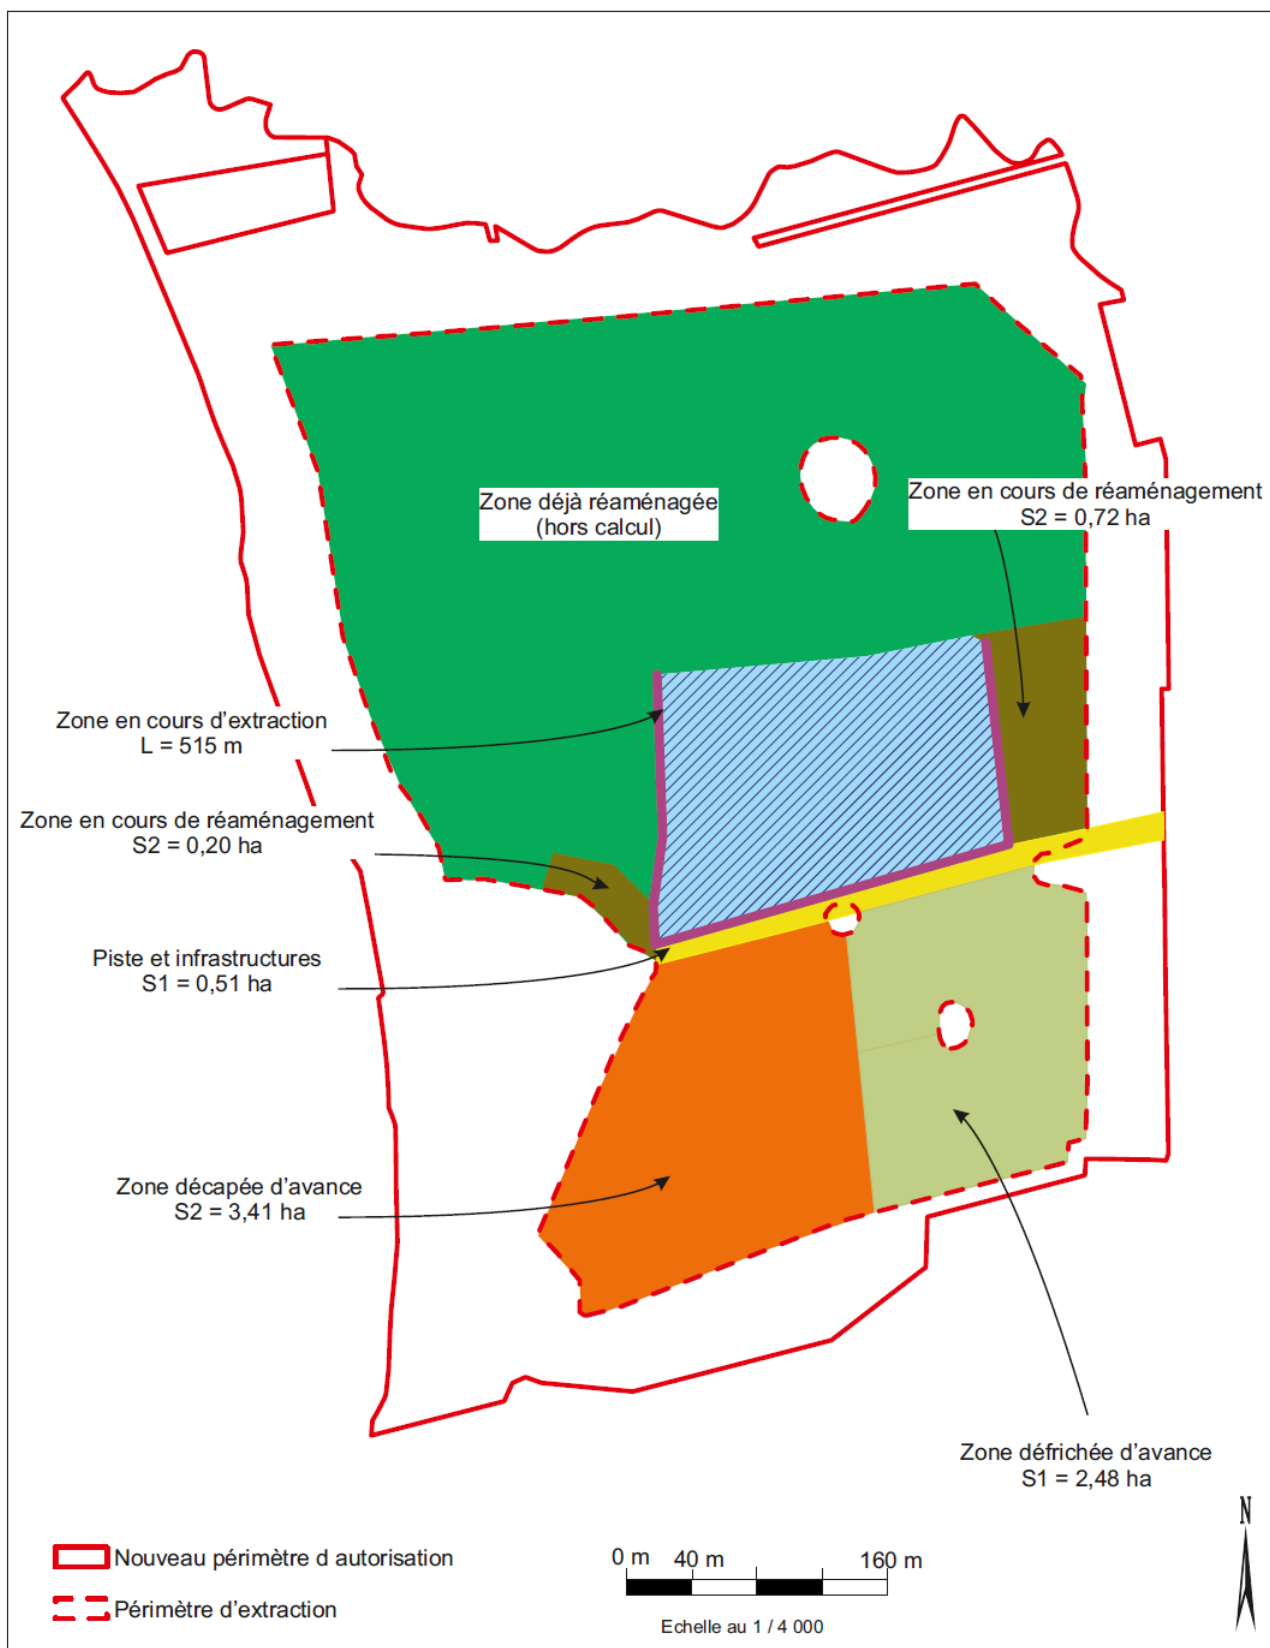 Zone déjà réaménagée
(hors calcul)
Zone en cours de réaménagement
S2 = 0,72 ha
Zone en cours d'extraction
L = 515 m
Zone en cours de réaménagement
S2 = 0,20 ha
Piste et infrastructures
S1 = 0,51 ha
Zone décapée d'avance
S2 = 3,41 ha
Zone défrichée d'avance
S1 = 2,48 ha
N
Nouveau périmètre d autorisation
Périmètre d'extraction
0 m 40 m 160 m
Echelle au 1 / 4 000